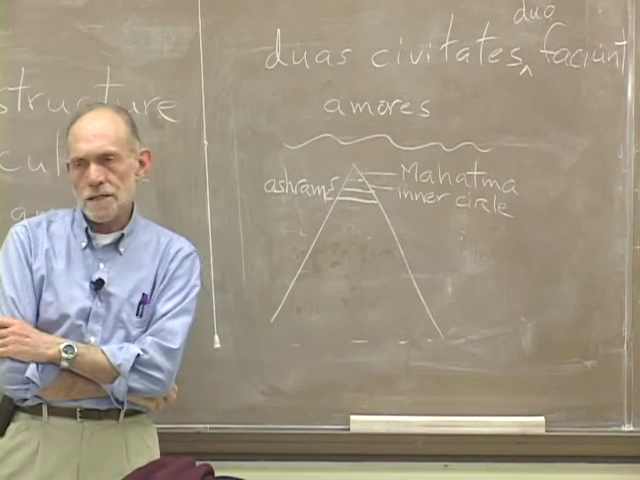 duo
duas civitates ‸ faciunt
amores
structure
cul
ashrams
Mahatma
inner circle